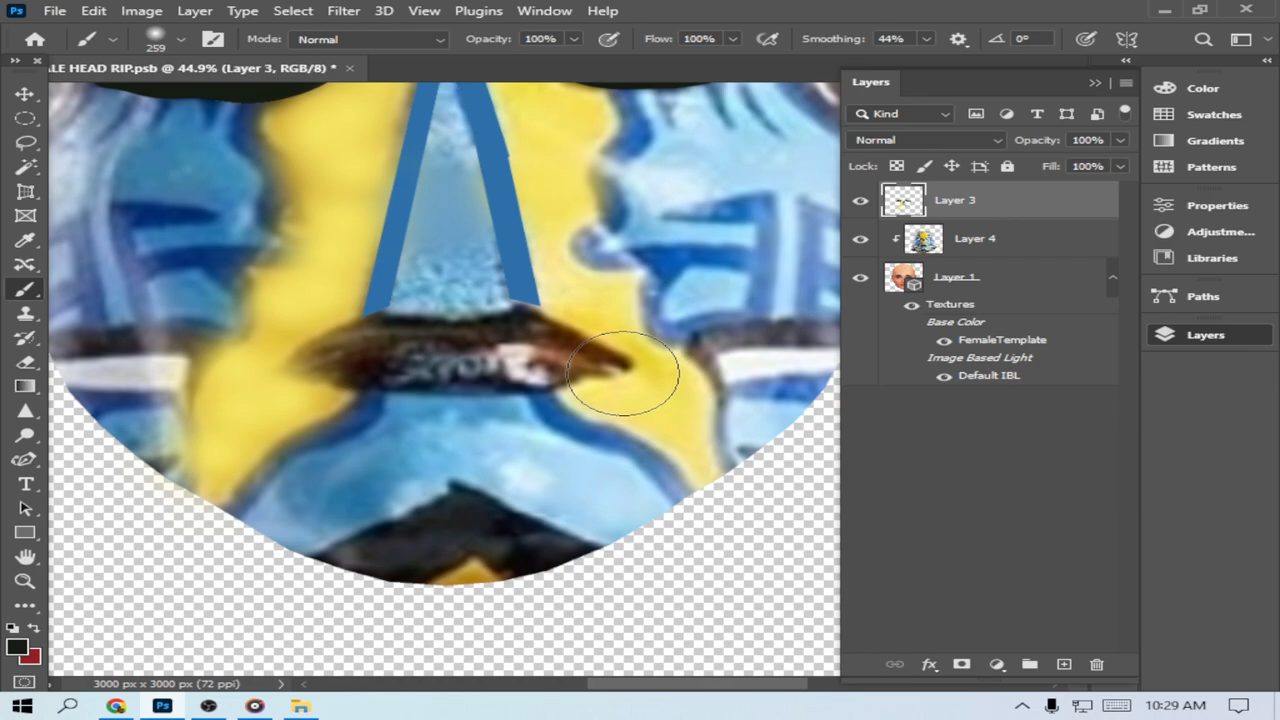 Ps File Edit Image Layer Type Select Filter 3D View Plugins Window Help
259 Mode: Normal Opacity: 100% Flow: 100% Smoothing: 44% 0°
ALE HEAD RIP.psb @ 44.9% (Layer 3, RGB/8) * ×
Layers
Kind
Normal Opacity: 100%
Lock: Fill: 100%
Layer 3
Layer 4
Layer 1
Textures
Base Color
FemaleTemplate
Image Based Light
Default IBL
Color
Swatches
Gradients
Patterns
Properties
Adjustme...
Libraries
Paths
Layers
3000 px x 3000 px (72 ppi)
Ps 10:29 AM